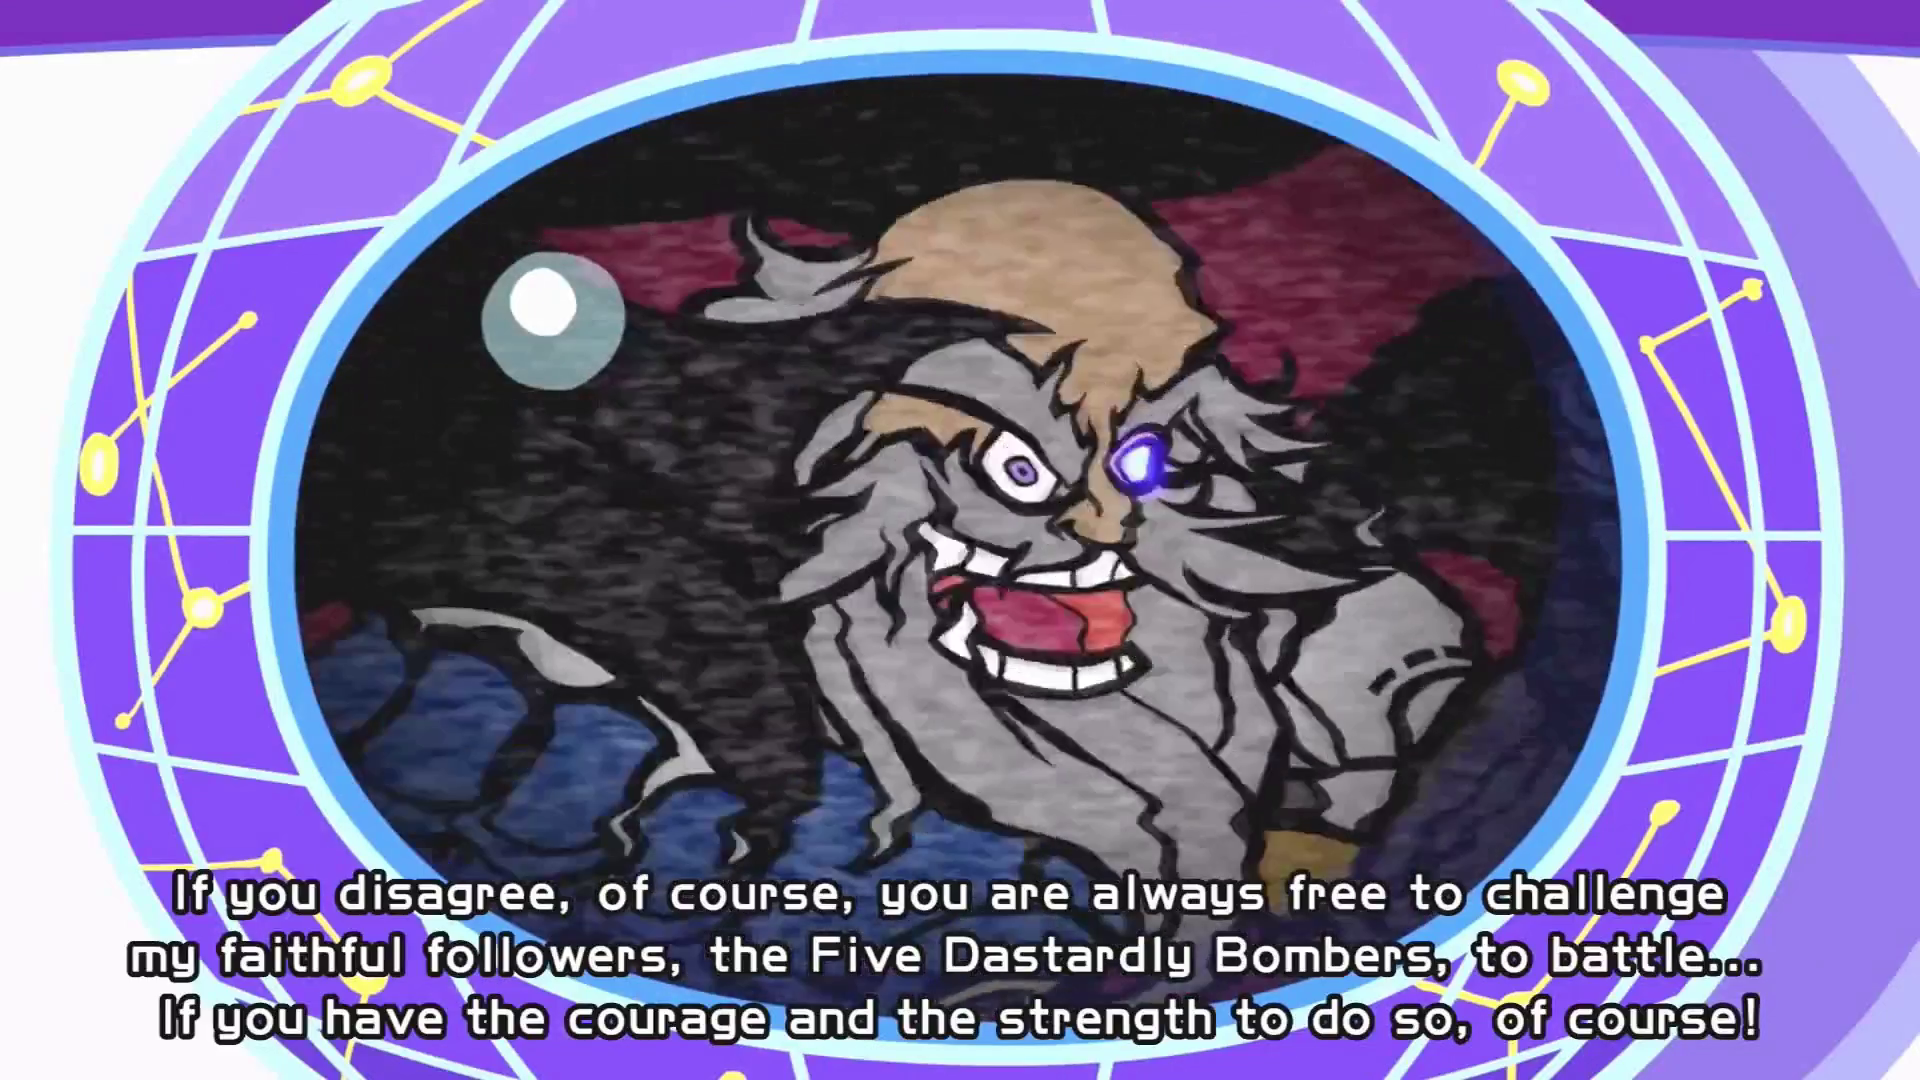 If you disagree, of course, you are always free to challenge
my faithful followers, the Five Dastardly Bombers, to battle...
If you have the courage and the strength to do so, of course!